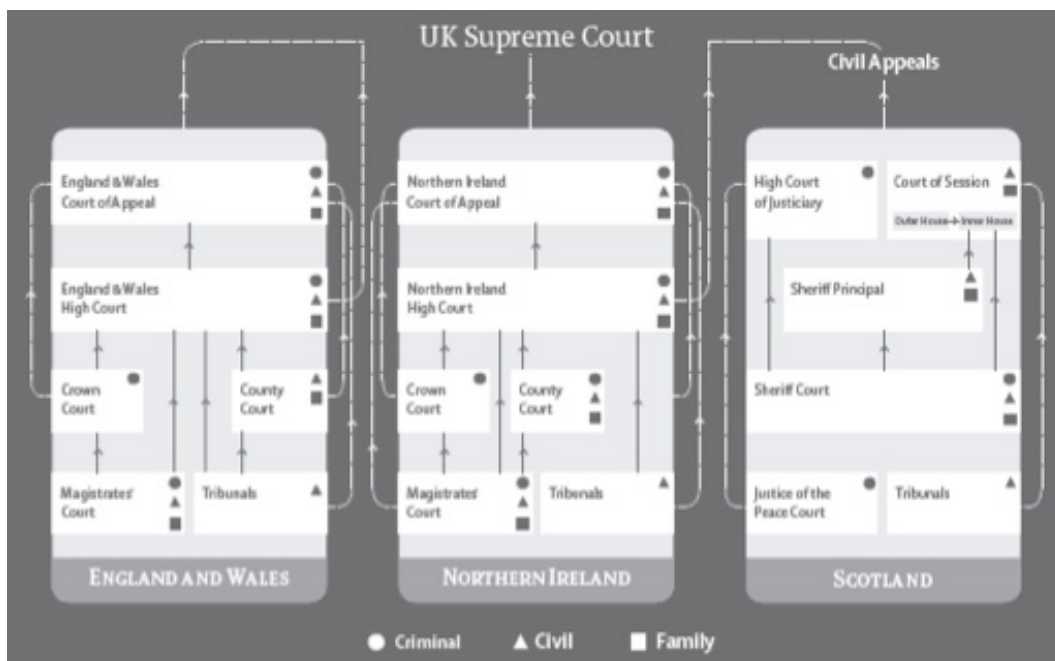 UK Supreme Court
Civil Appeals
England & Wales
Court of Appeal
England & Wales
High Court
Crown
Court
County
Court
Magistrates'
Court
Tribunals
ENGLAND AND WALES
Northern Ireland
Court of Appeal
Northern Ireland
High Court
Crown
Court
County
Court
Magistrates'
Court
Tribunals
NORTHERN IRELAND
High Court
of Justiciary
Court of Session
Outer House
Inner House
Sheriff Principal
Sheriff Court
Justice of the
Peace Court
Tribunals
SCOTLAND
Criminal
Civil
Family